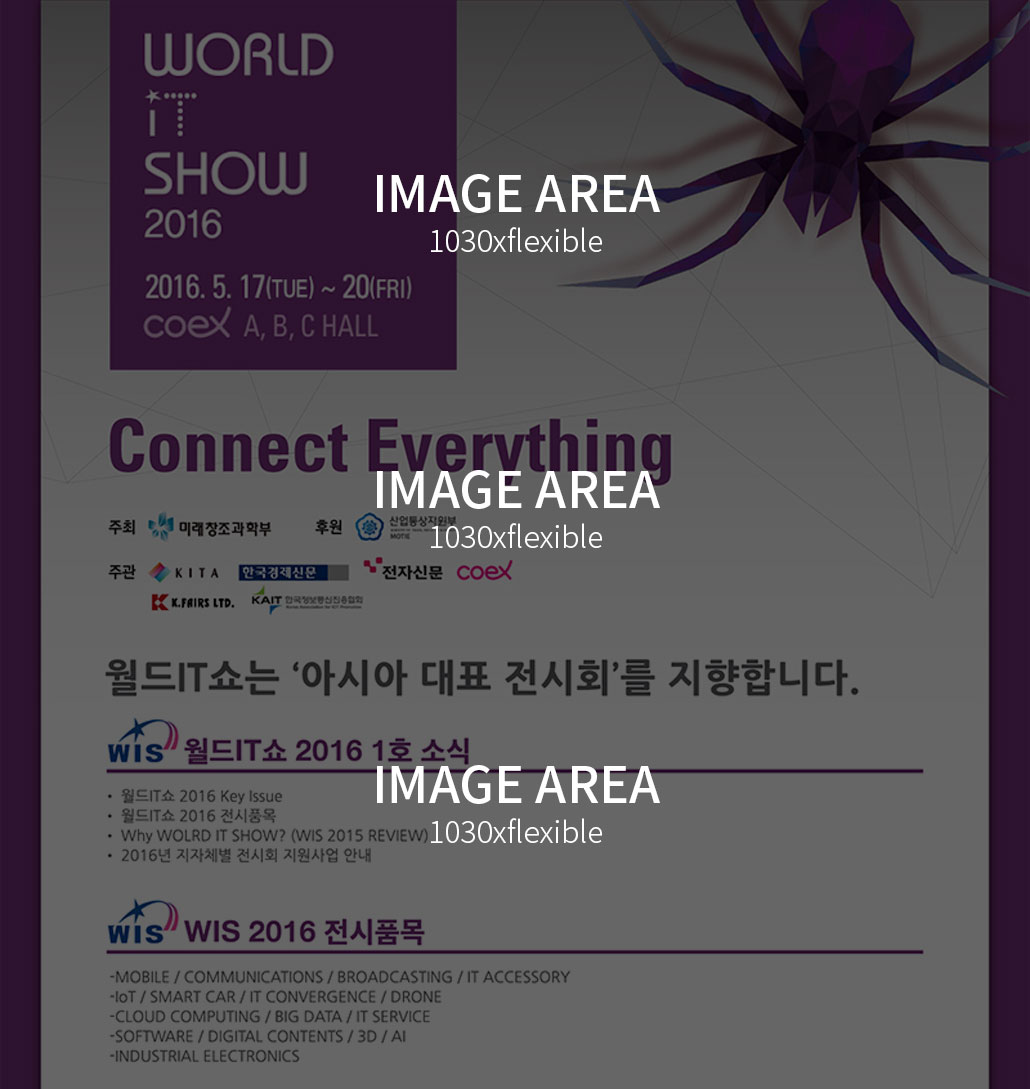 WORLD
iT
SHOW
2016
2016. 5. 17(TUE) ~ 20(FRI)
coex A, B, C HALL
IMAGE AREA
1030xflexible
Connect Everything
IMAGE AREA
1030xflexible
주최 미래창조과학부 후원 산업통상자원부
MOTIE
주관 KITA 한국경제신문 전자신문 coex
K.FAIRS LTD. KAIT 한국정보통신진흥협회
월드IT쇼는 ‘아시아 대표 전시회’를 지향합니다.
WIS 월드IT쇼 2016 1호 소식
IMAGE AREA
1030xflexible
• 월드IT쇼 2016 Key Issue
• 월드IT쇼 2016 전시품목
• Why WOLRD IT SHOW? (WIS 2015 REVIEW)
• 2016년 지자체별 전시회 지원사업 안내
WIS WIS 2016 전시품목
-MOBILE / COMMUNICATIONS / BROADCASTING / IT ACCESSORY
-IoT / SMART CAR / IT CONVERGENCE / DRONE
-CLOUD COMPUTING / BIG DATA / IT SERVICE
-SOFTWARE / DIGITAL CONTENTS / 3D / AI
-INDUSTRIAL ELECTRONICS